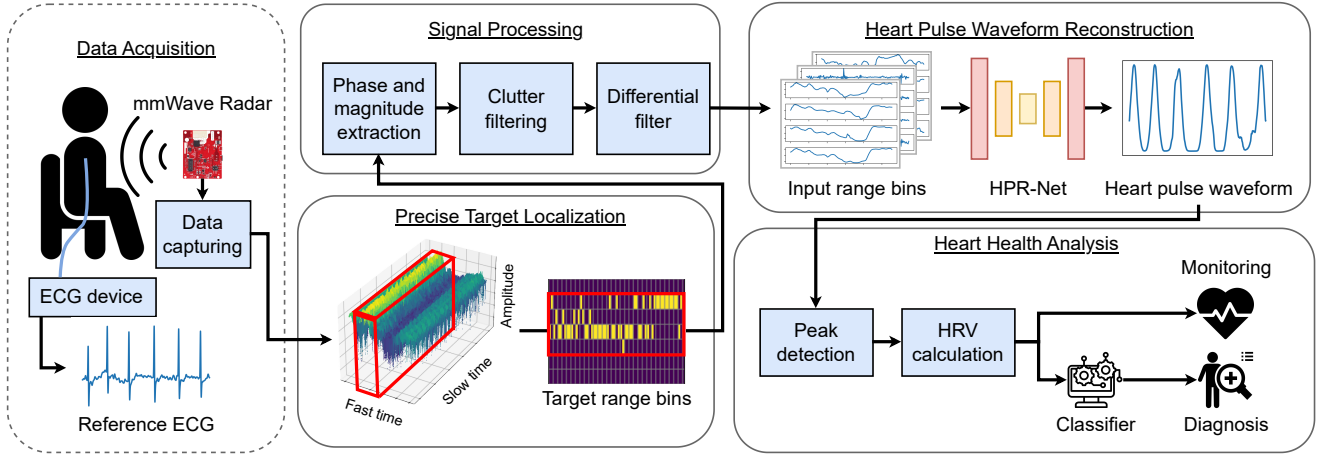 Data Acquisition
mmWave Radar
Data
capturing
ECG device
Reference ECG
Signal Processing
Phase and
magnitude
extraction
Clutter
filtering
Differential
filter
Precise Target Localization
Amplitude
Slow time
Fast time
Target range bins
Heart Pulse Waveform Reconstruction
Input range bins
HPR-Net
Heart pulse waveform
Heart Health Analysis
Peak
detection
HRV
calculation
Monitoring
Classifier
Diagnosis